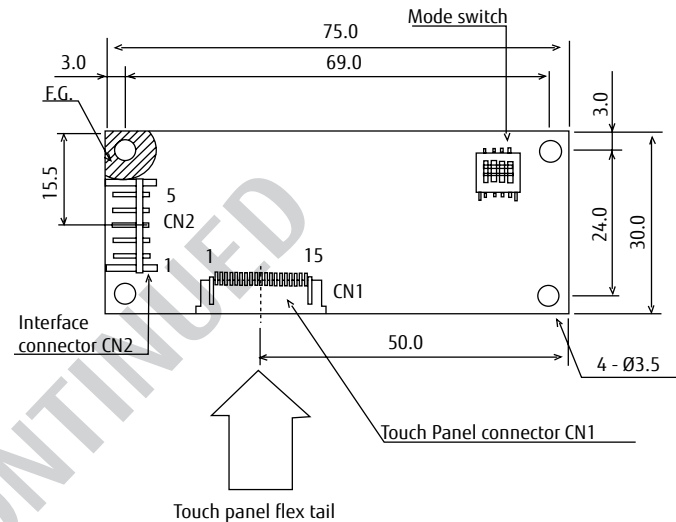 Mode switch
75.0
3.0
69.0
F.G.
3.0
15.5
5
CN2
24.0
30.0
1
1
15
CN1
Interface
connector CN2
50.0
4 - Ø3.5
Touch Panel connector CN1
Touch panel flex tail
ONTINUED